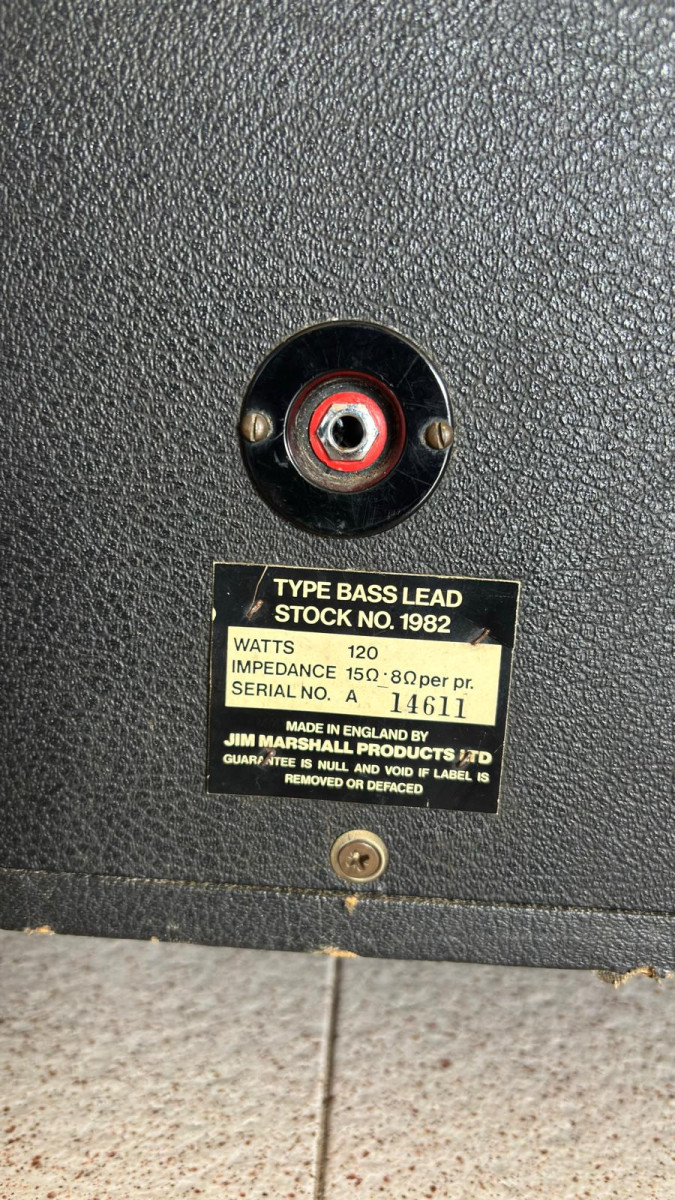 TYPE BASS LEAD
STOCK NO. 1982
WATTS 120
IMPEDANCE 15Ω·8Ω per pr.
SERIAL NO. A 14611
MADE IN ENGLAND BY
JIM MARSHALL PRODUCTS LTD
GUARANTEE IS NULL AND VOID IF LABEL IS
REMOVED OR DEFACED